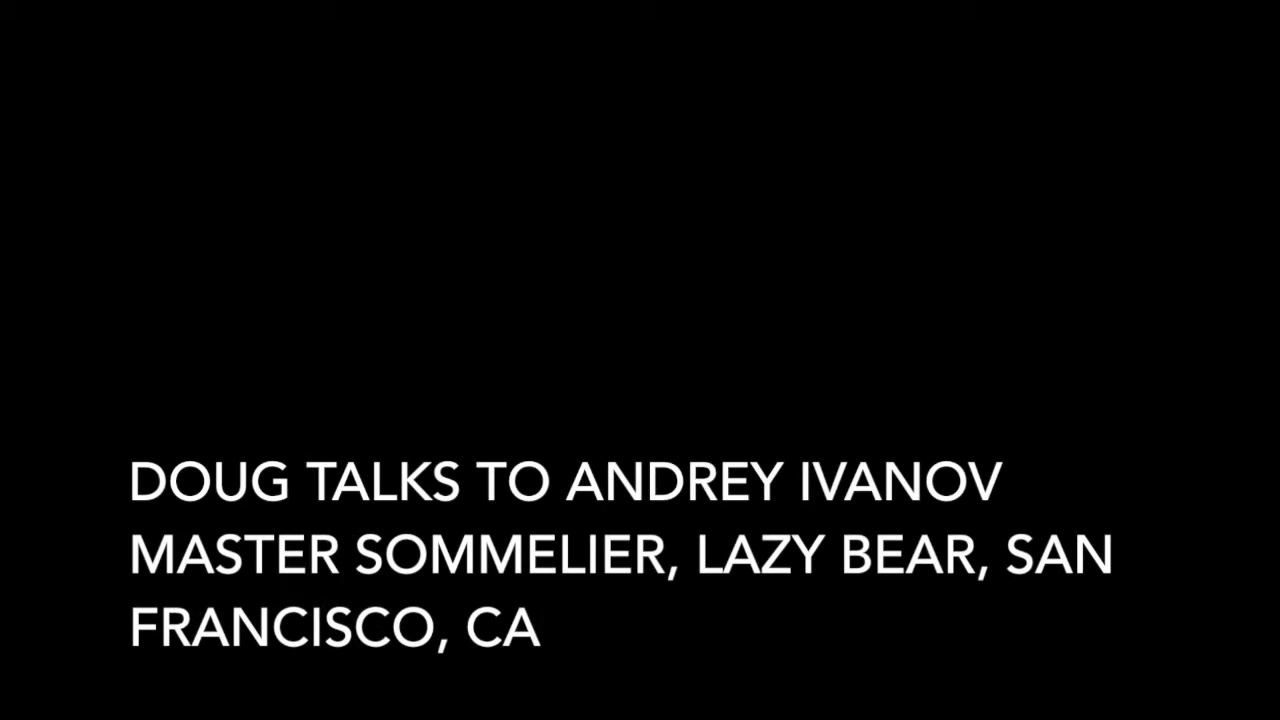 DOUG TALKS TO ANDREY IVANOV
MASTER SOMMELIER, LAZY BEAR, SAN
FRANCISCO, CA